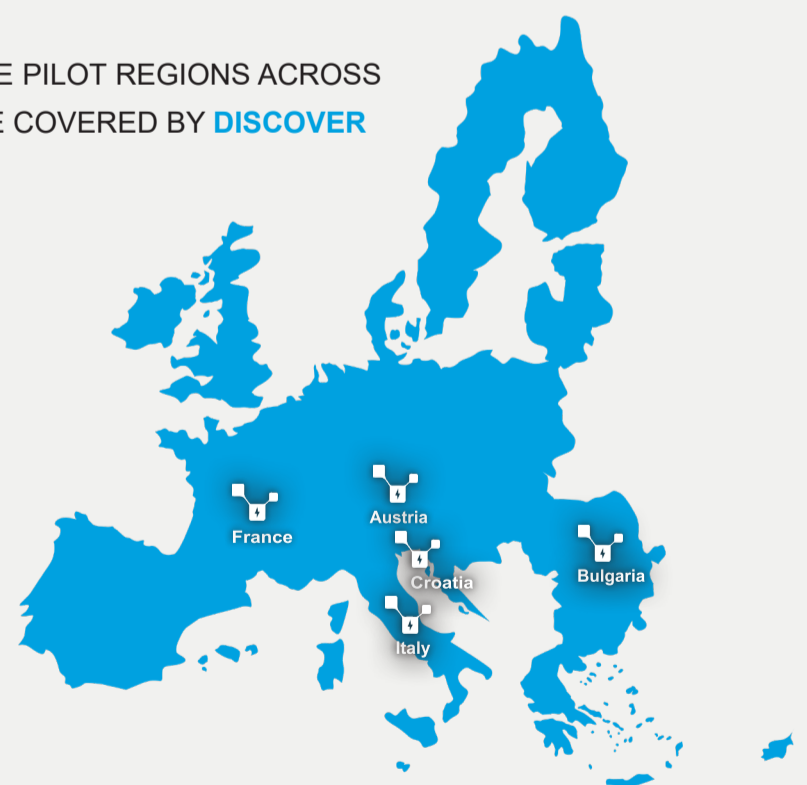 E PILOT REGIONS ACROSS
E COVERED BY DISCOVER
France
Austria
Croatia
Bulgaria
Italy